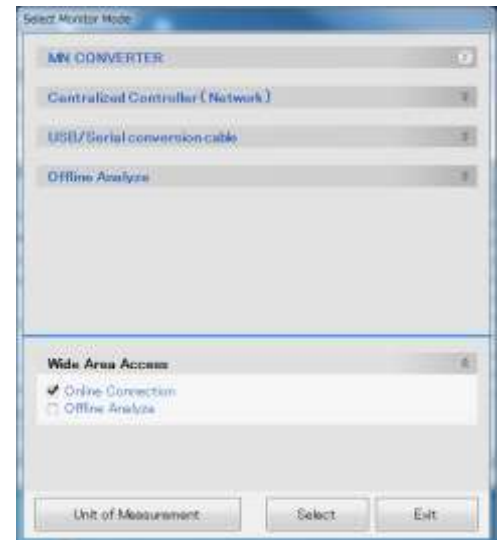 Select Monitor Mode
MN CONVERTER
Centralized Controller ( Network )
USB/Serial conversion cable
Offline Analyze
Wide Area Access
Online Connection
Offline Analyze
Unit of Measurement
Select
Exit